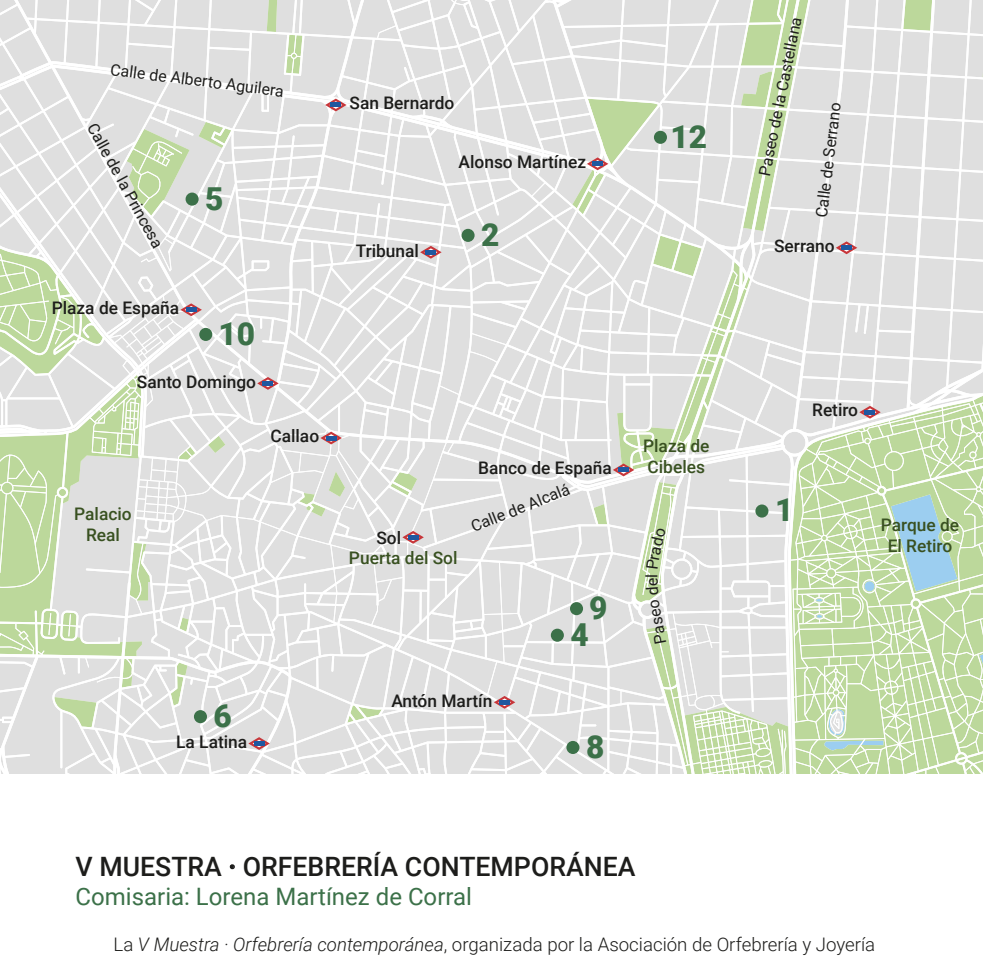 Calle de Alberto Aguilera
San Bernardo
Paseo de la Castellana
Calle de Serrano
Calle de la Princesa
12
Alonso Martínez
5
2
Tribunal
Serrano
Plaza de España
10
Santo Domingo
Retiro
Callao
Plaza de
Cibeles
Banco de España
Calle de Alcalá
1
Palacio
Real
Parque de
El Retiro
Sol
Puerta del Sol
Paseo del Prado
9
4
Antón Martín
6
La Latina
8
V MUESTRA · ORFEBRERÍA CONTEMPORÁNEA
Comisaria: Lorena Martínez de Corral
La V Muestra · Orfebrería contemporánea, organizada por la Asociación de Orfebrería y Joyería